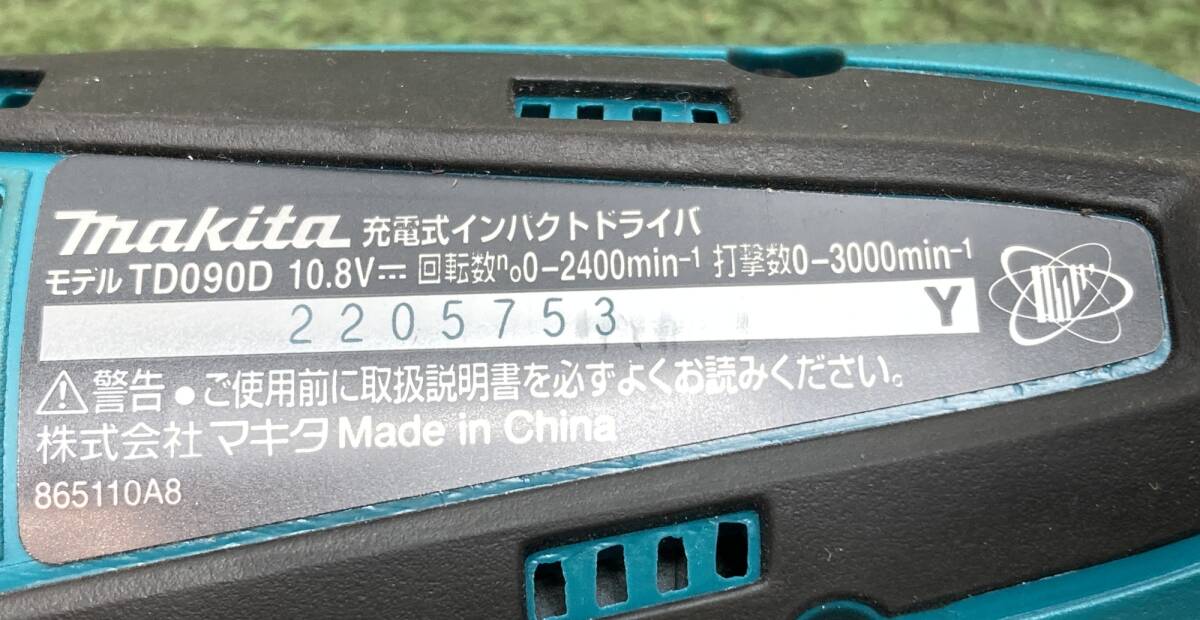 makita 充電式インパクトドライバ
モデル TD090D 10.8V⎓ 回転数n₀0-2400min⁻¹ 打撃数0-3000min⁻¹
2205753 Y
⚠警告 ●ご使用前に取扱説明書を必ずよくお読みください。
株式会社マキタ Made in China
865110A8